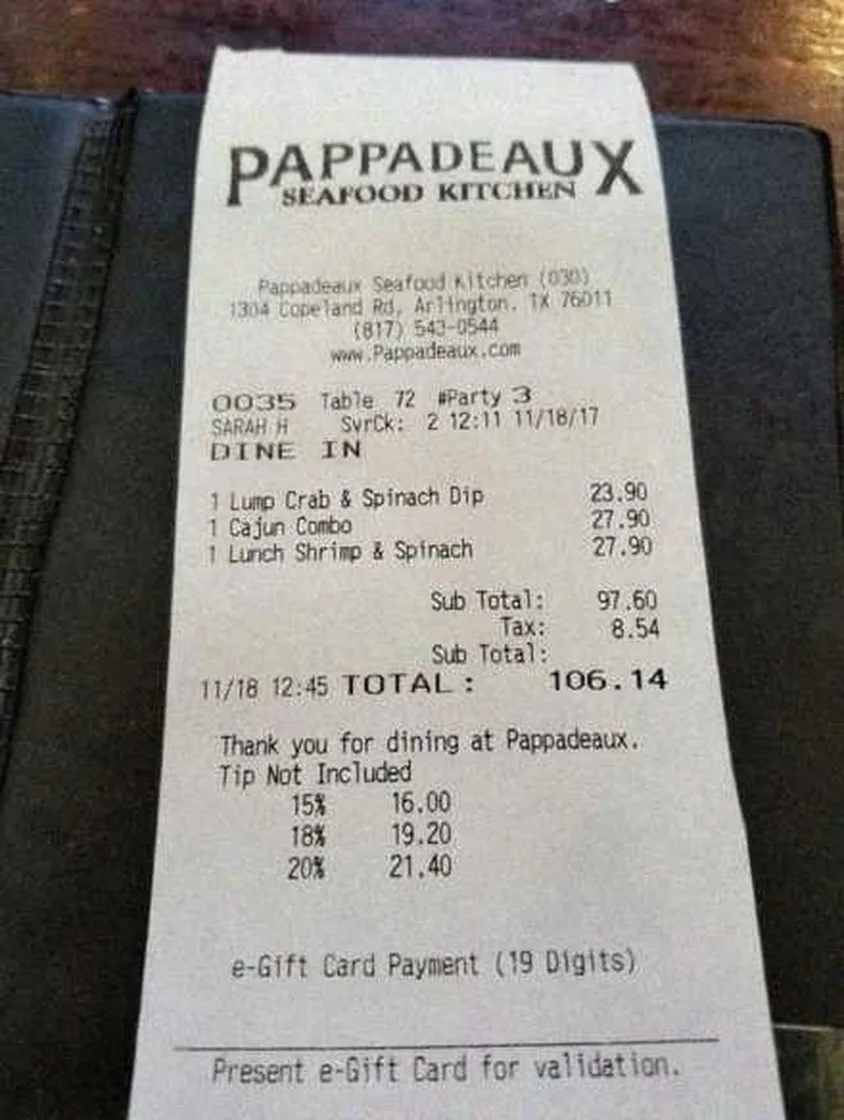 PAPPADEAUX
SEAFOOD KITCHEN
Pappadeaux Seafood Kitchen (030)
1304 Copeland Rd, Arlington, TX 76011
(817) 543-0544
www.Pappadeaux.com
0035 Table 72 #Party 3
SARAH H SvrCk: 2 12:11 11/18/17
DINE IN
1 Lump Crab & Spinach Dip 23.90
1 Cajun Combo 27.90
1 Lunch Shrimp & Spinach 27.90
Sub Total: 97.60
Tax: 8.54
Sub Total:
11/18 12:45 TOTAL: 106.14
Thank you for dining at Pappadeaux.
Tip Not Included
15% 16.00
18% 19.20
20% 21.40
e-Gift Card Payment (19 Digits)
Present e-Gift Card for validation.